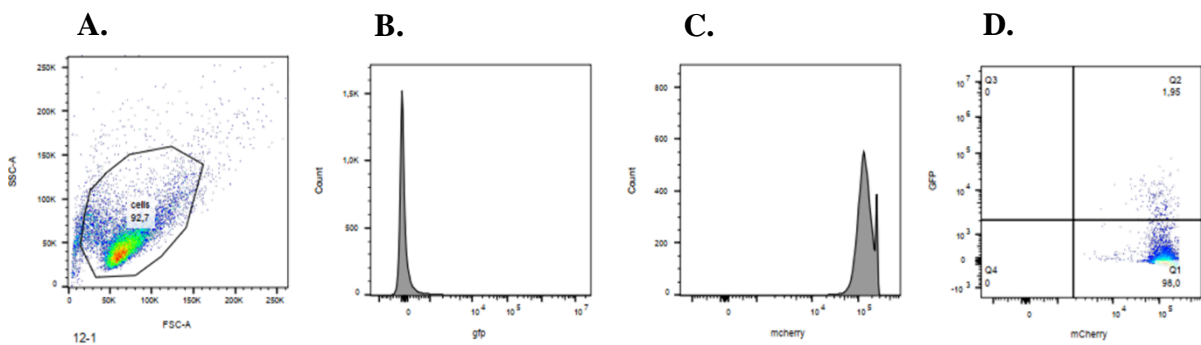 A.
B.
C.
D.
250K
200K
150K
100K
50K
0
SSC-A
cells
92,7
0
50K
100K
150K
200K
250K
FSC-A
12-1
1,5K
1,0K
500
0
Count
0
10^4
10^5
10^6
10^7
gfp
800
600
400
200
0
Count
0
10^4
10^5
mcherry
10^7
10^6
10^5
10^4
10^3
0
-10^3
GFP
Q3
0
Q2
1,95
Q4
0
Q1
98,0
0
10^4
10^5
mCherry